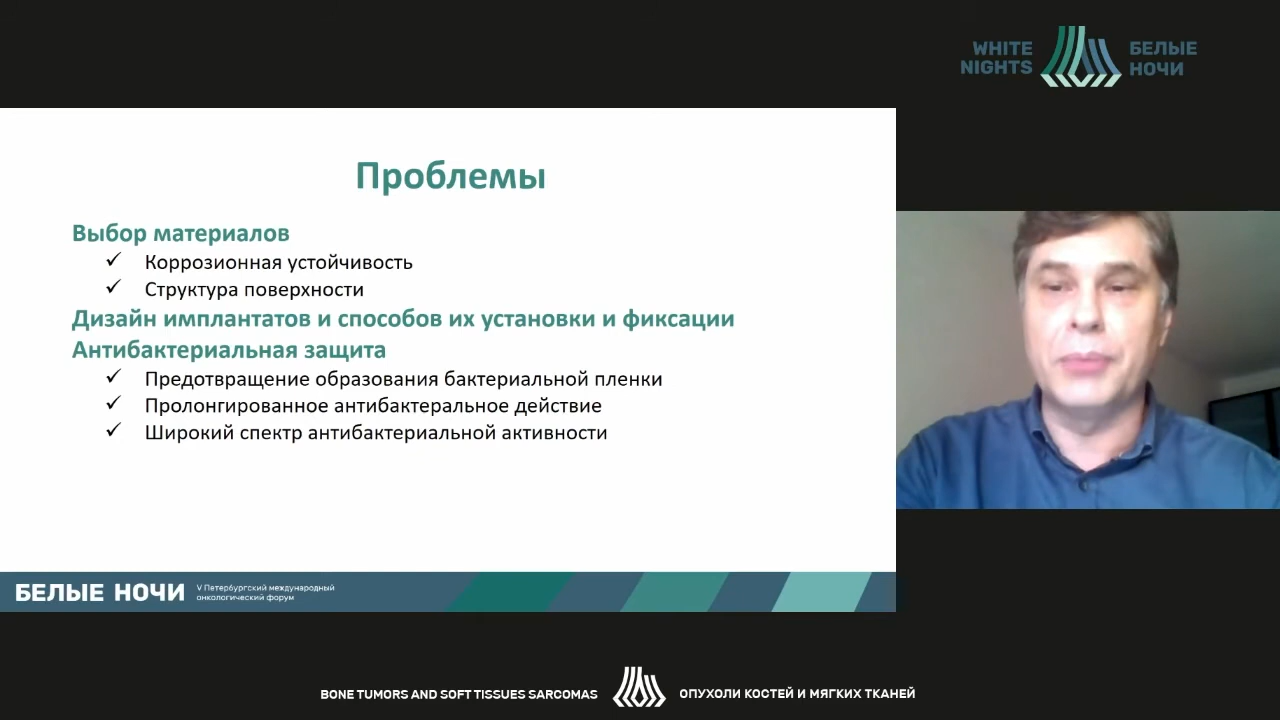 WHITE
NIGHTS
БЕЛЫЕ
НОЧИ
Проблемы
Выбор материалов
✓ Коррозионная устойчивость
✓ Структура поверхности
Дизайн имплантатов и способов их установки и фиксации
Антибактериальная защита
✓ Предотвращение образования бактериальной пленки
✓ Пролонгированное антибактеральное действие
✓ Широкий спектр антибактериальной активности
БЕЛЫЕ НОЧИ
V Петербургский международный
онкологический форум
BONE TUMORS AND SOFT TISSUES SARCOMAS
ОПУХОЛИ КОСТЕЙ И МЯГКИХ ТКАНЕЙ